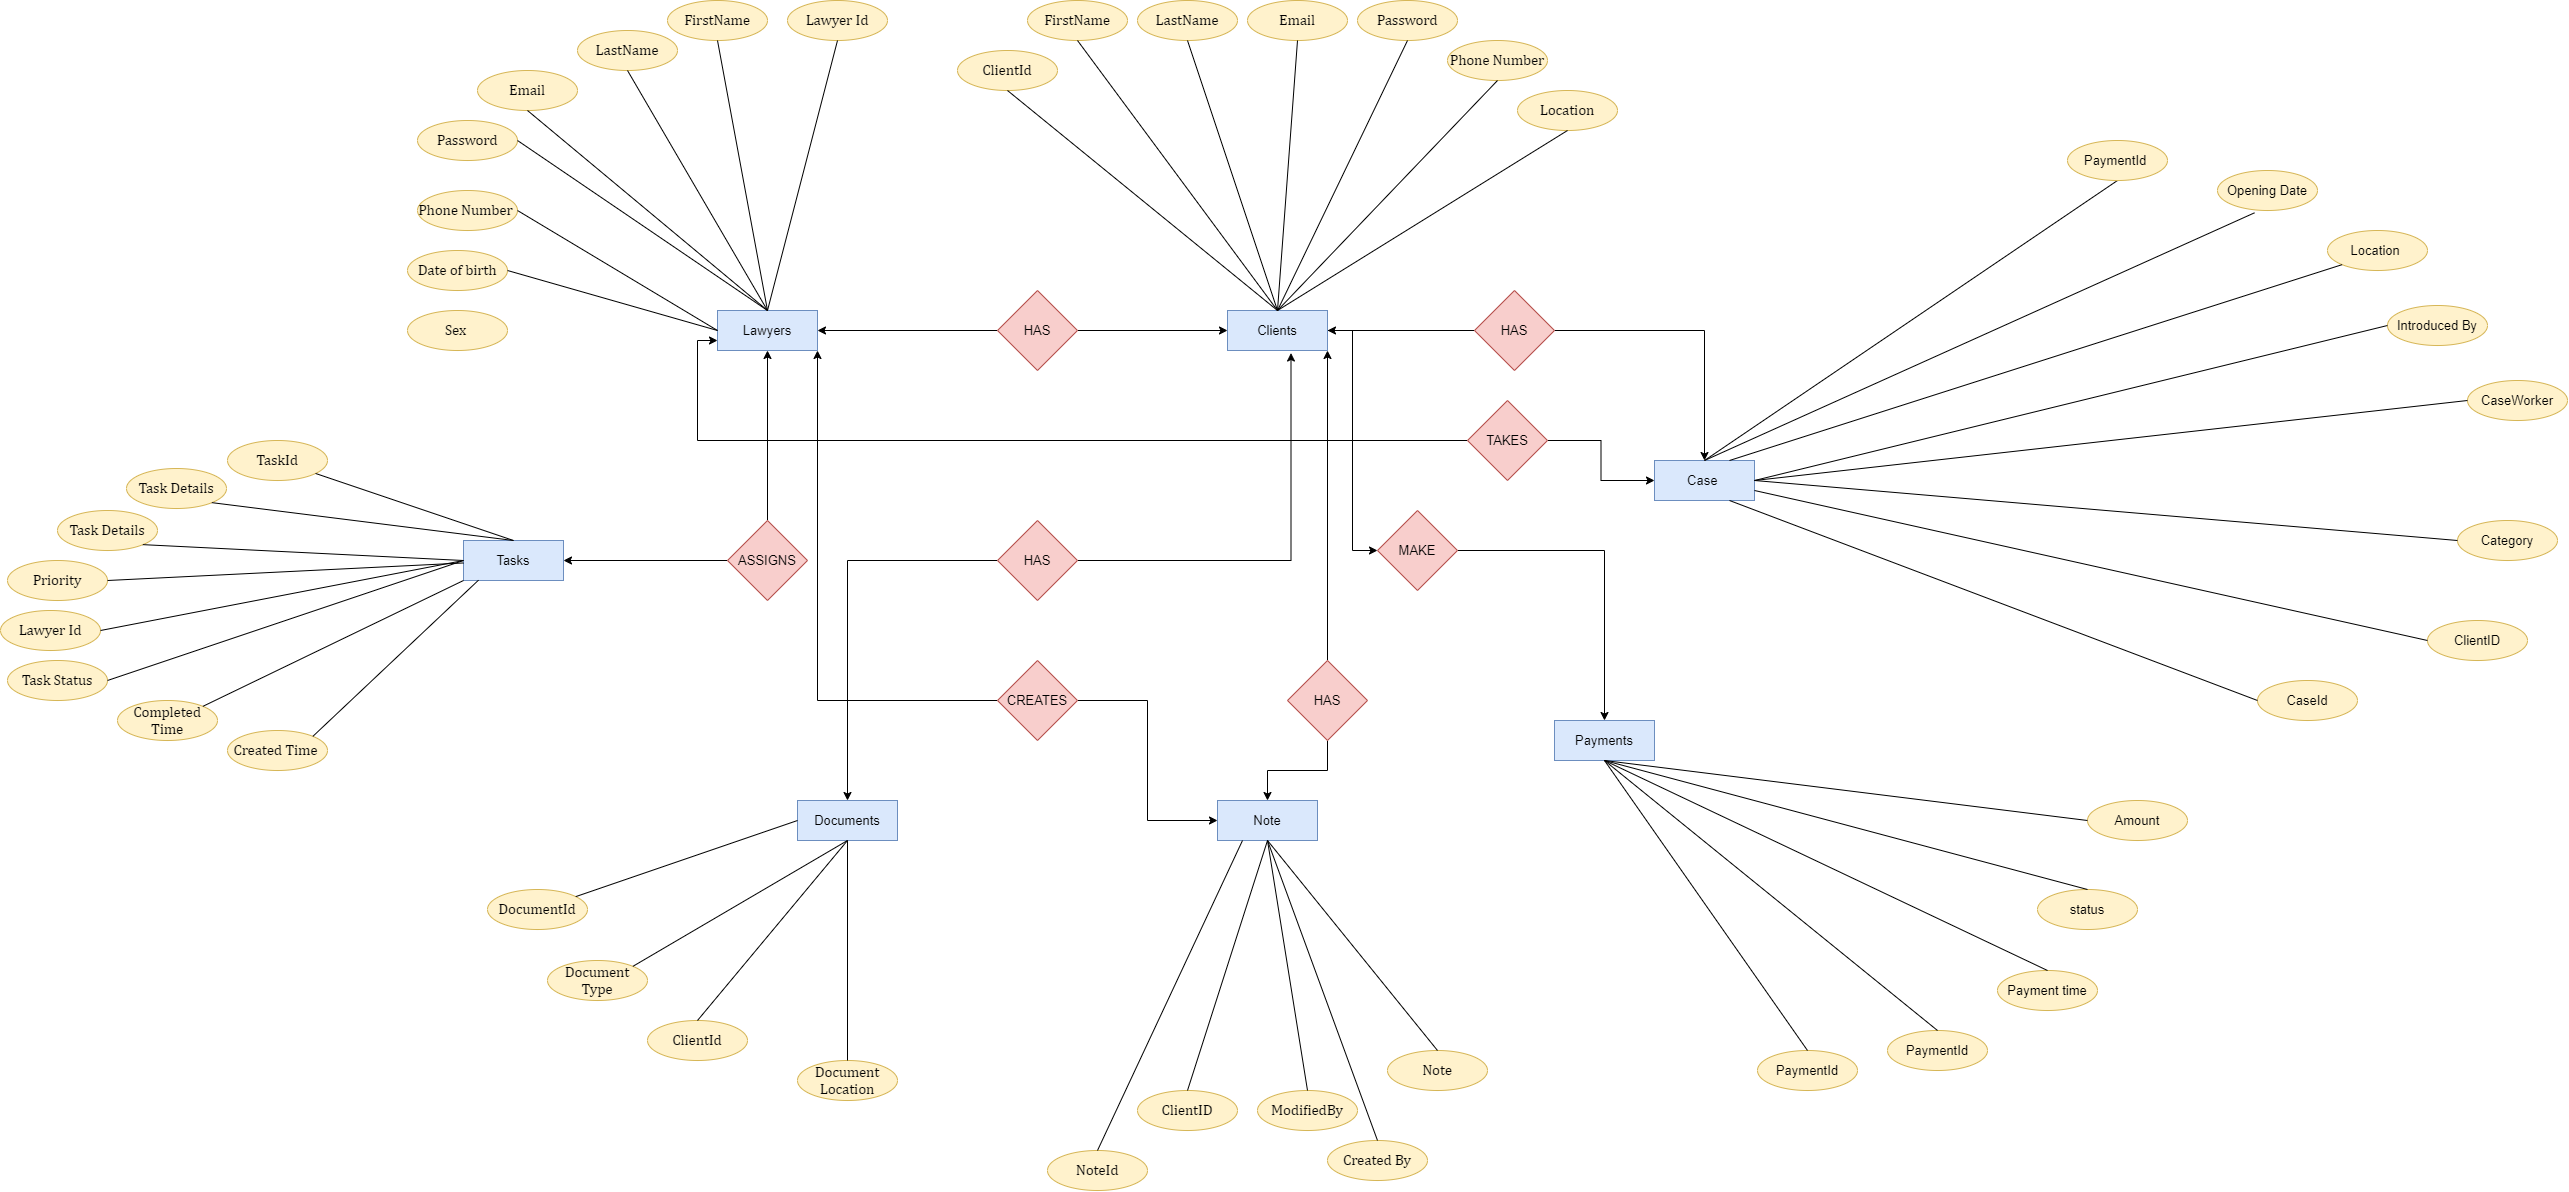 FirstName
Lawyer Id
LastName
Email
Password
Phone Number
Date of birth
Sex
FirstName
LastName
Email
Password
ClientId
Phone Number
Location
PaymentId
Opening Date
Location
Introduced By
CaseWorker
Category
ClientID
CaseId
Lawyers
HAS
Clients
HAS
TAKES
Case
TaskId
Task Details
Task Details
Priority
Lawyer Id
Task Status
Completed
Time
Created Time
Tasks
ASSIGNS
HAS
MAKE
CREATES
HAS
Payments
Documents
Note
DocumentId
Document
Type
ClientId
Document
Location
NoteId
ClientID
ModifiedBy
Created By
Note
Amount
status
Payment time
PaymentId
PaymentId